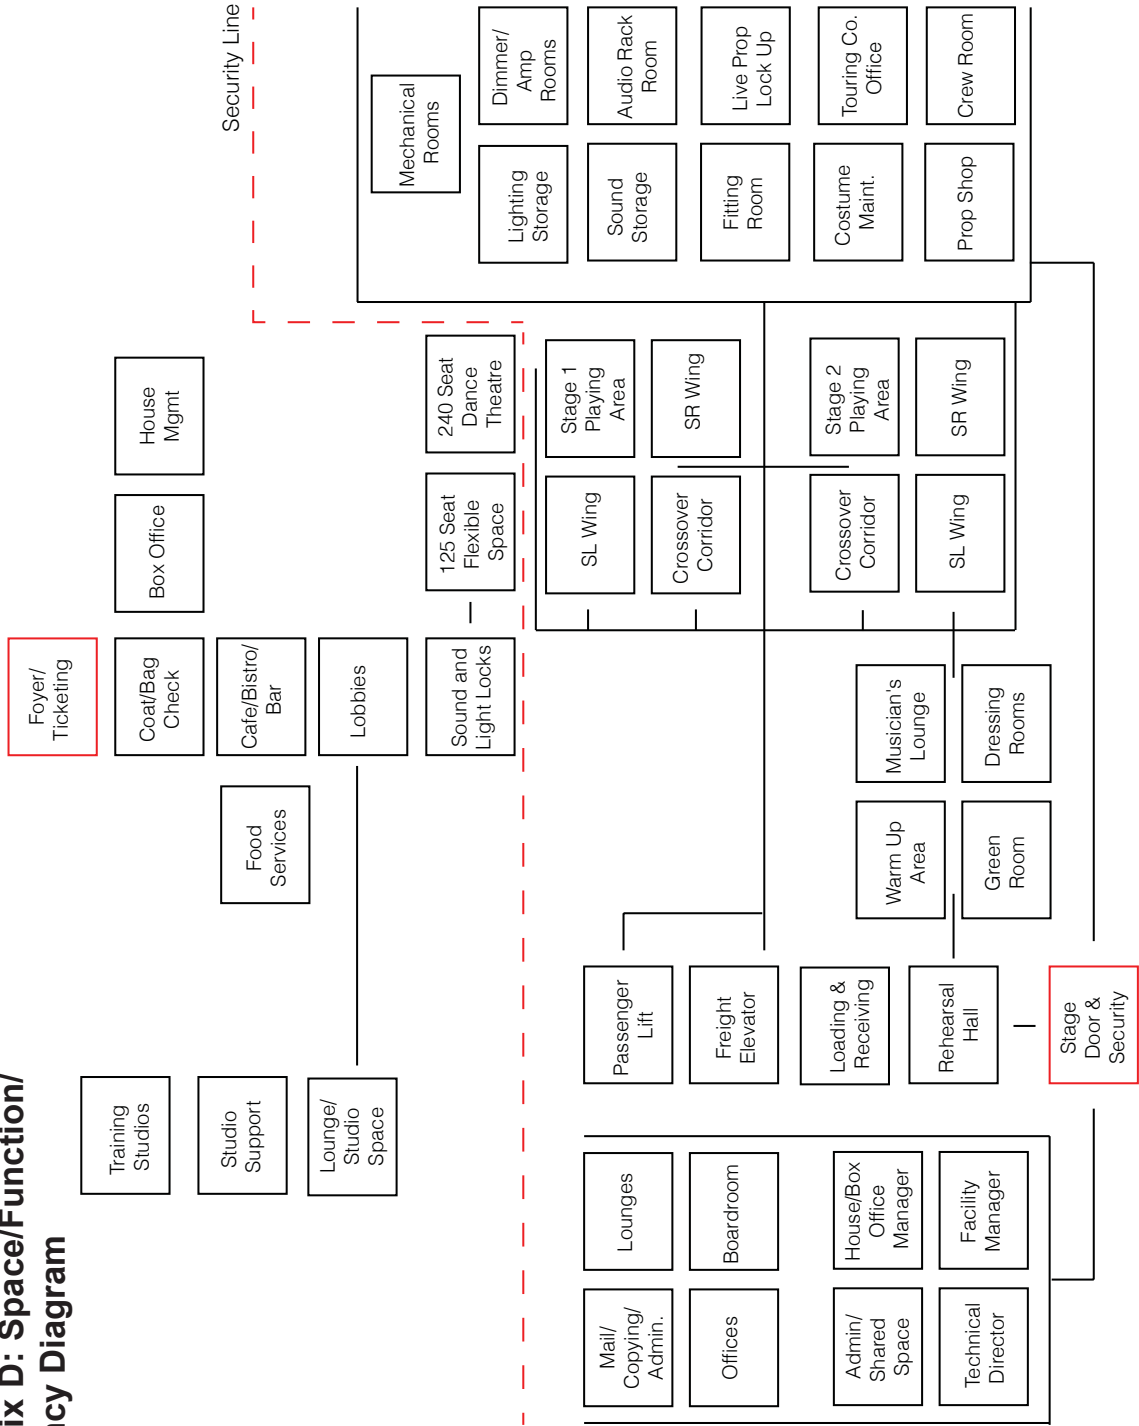 ix D: Space/Function/
cy Diagram
Foyer/
Ticketing
Training
Studios
Coat/Bag
Check
Box Office
House
Mgmt
Studio
Support
Food
Services
Cafe/Bistro/
Bar
Security Line
Lounge/
Studio
Space
Lobbies
Mechanical
Rooms
Sound and
Light Locks
125 Seat
Flexible
Space
240 Seat
Dance
Theatre
Lighting
Storage
Dimmer/
Amp
Rooms
Mail/
Copying/
Admin.
Lounges
Passenger
Lift
SL Wing
Stage 1
Playing
Area
Sound
Storage
Audio Rack
Room
Offices
Boardroom
Freight
Elevator
Crossover
Corridor
SR Wing
Fitting
Room
Live Prop
Lock Up
Admin/
Shared
Space
House/Box
Office
Manager
Loading &
Receiving
Warm Up
Area
Musician's
Lounge
Crossover
Corridor
Stage 2
Playing
Area
Costume
Maint.
Touring Co.
Office
Technical
Director
Facility
Manager
Rehearsal
Hall
Green
Room
Dressing
Rooms
SL Wing
SR Wing
Prop Shop
Crew Room
Stage
Door &
Security